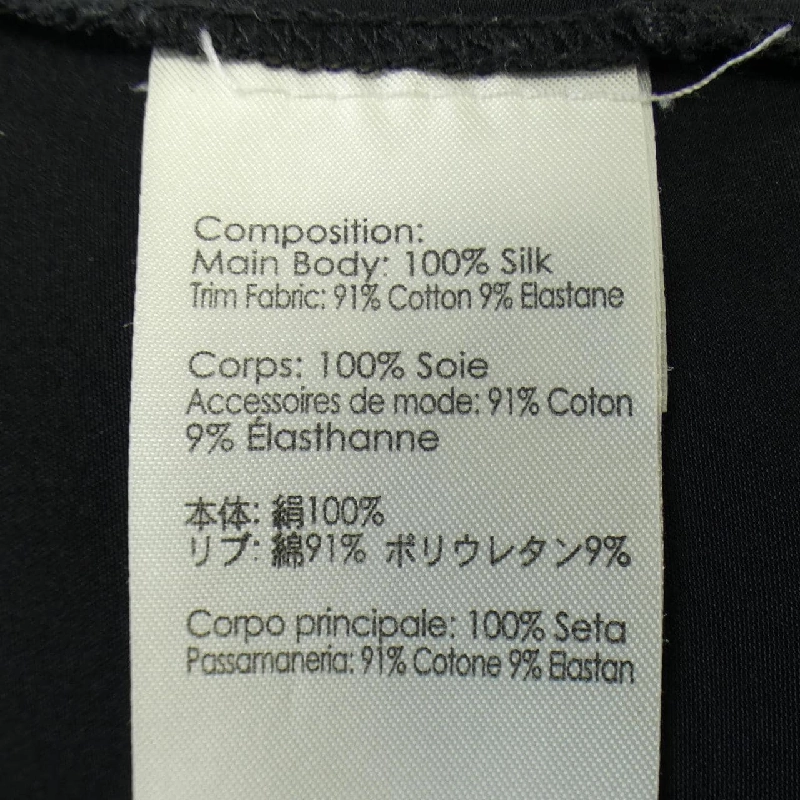 Composition:
Main Body: 100% Silk
Trim Fabric: 91% Cotton 9% Elastane
Corps: 100% Soie
Accessoires de mode: 91% Coton
9% Élasthanne
本体: 絹100%
リブ: 綿91% ポリウレタン9%
Corpo principale: 100% Seta
Passamaneria: 91% Cotone 9% Elastan